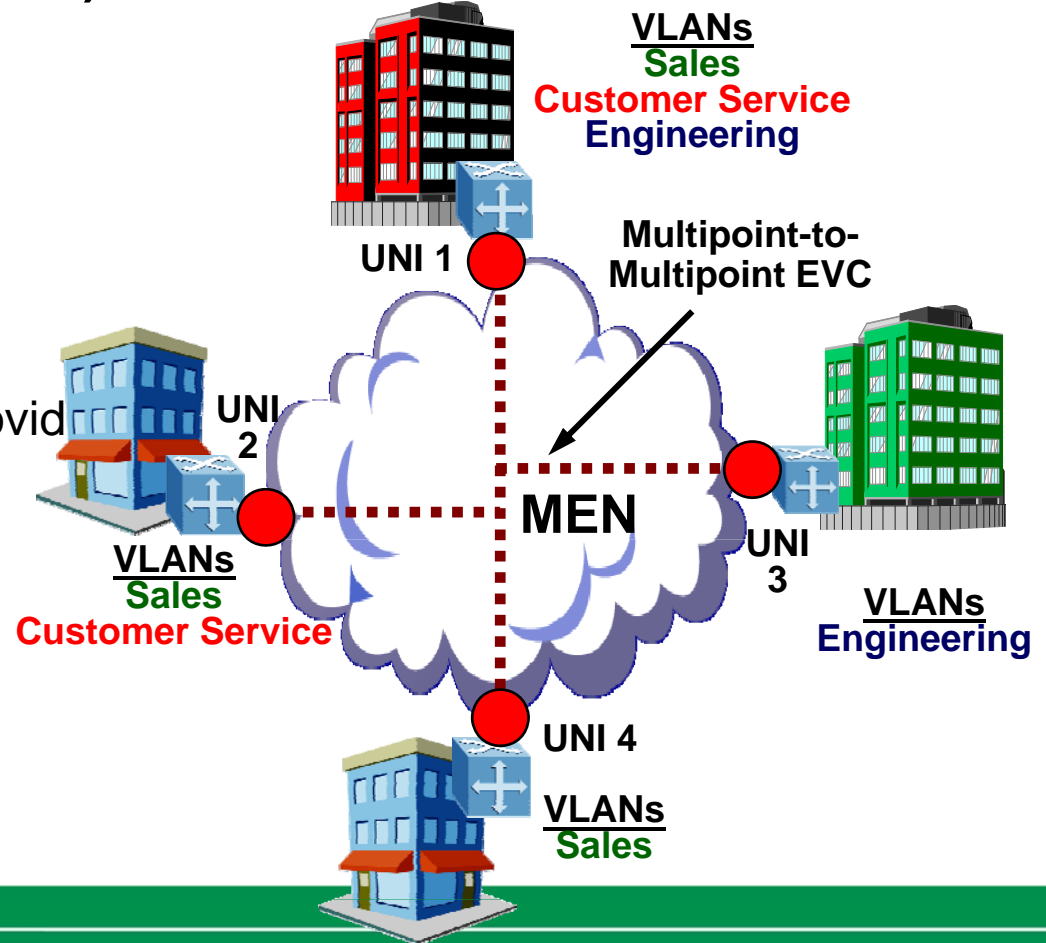 VLANs
Sales
Customer Service
Engineering
UNI 1
Multipoint-to-
Multipoint EVC
ovid
UNI
2
MEN
UNI
3
VLANs
Sales
Customer Service
VLANs
Engineering
UNI 4
VLANs
Sales